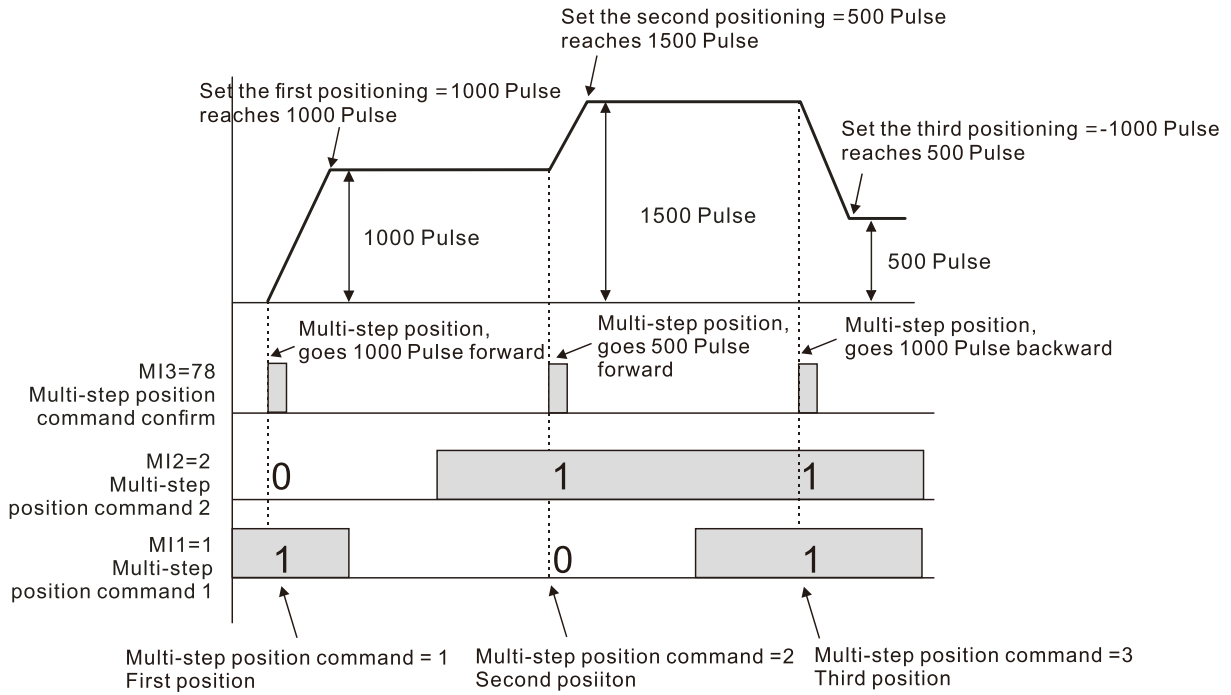 Set the second positioning =500 Pulse
reaches 1500 Pulse
Set the first positioning =1000 Pulse
reaches 1000 Pulse
Set the third positioning =-1000 Pulse
reaches 500 Pulse
1000 Pulse
1500 Pulse
500 Pulse
Multi-step position,
goes 1000 Pulse forward
Multi-step position,
goes 500 Pulse
forward
Multi-step position,
goes 1000 Pulse backward
MI3=78
Multi-step position
command confirm
MI2=2
Multi-step
position command 2
0
1
1
MI1=1
Multi-step
position command 1
1
0
1
Multi-step position command = 1
First position
Multi-step position command =2
Second posiiton
Multi-step position command =3
Third position